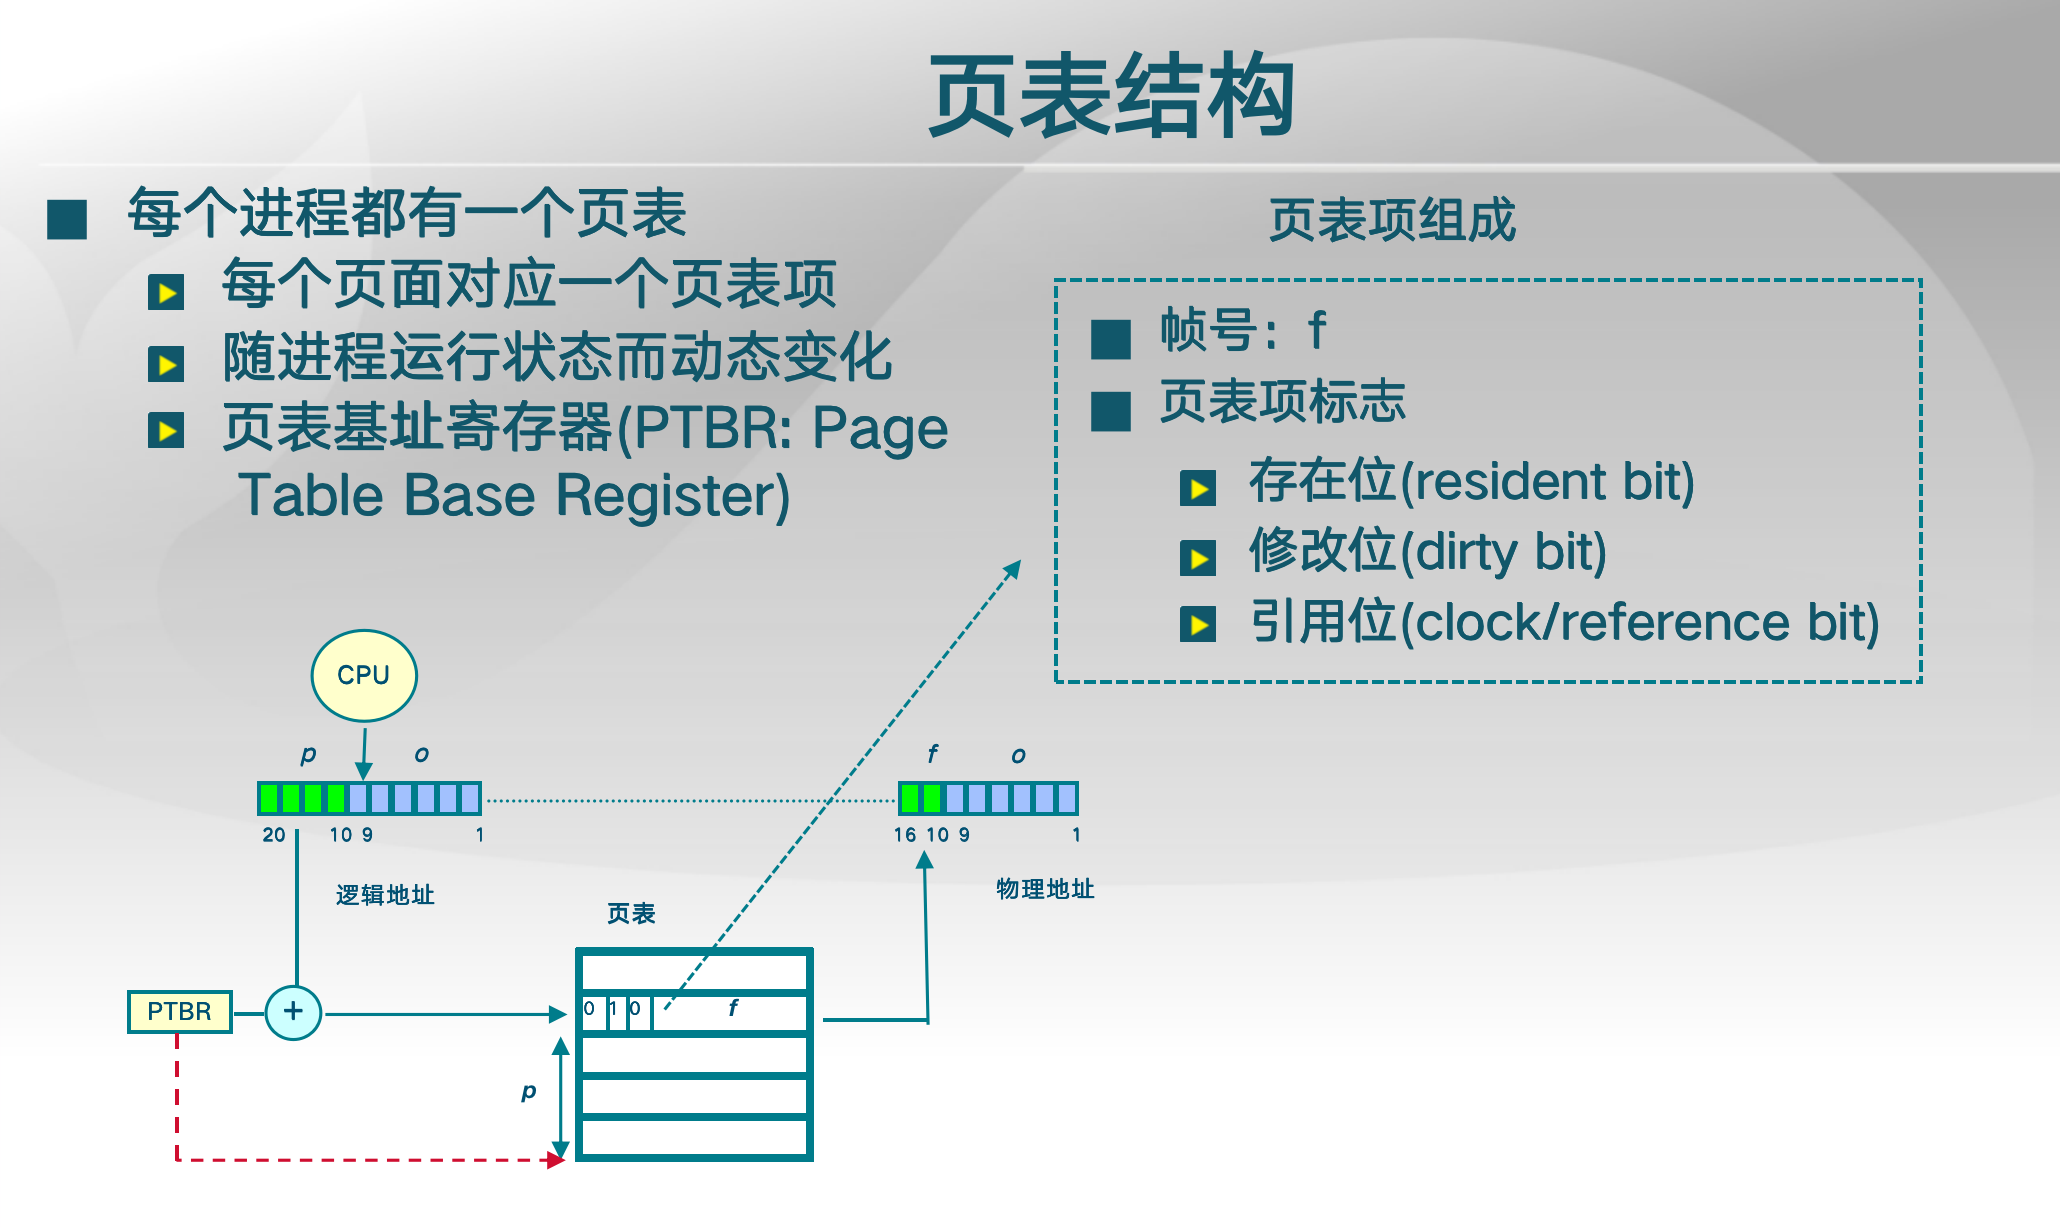 页表结构
每个进程都有一个页表
每个页面对应一个页表项
随进程运行状态而动态变化
页表基址寄存器(PTBR: Page
Table Base Register)
页表项组成
帧号: f
页表项标志
存在位(resident bit)
修改位(dirty bit)
引用位(clock/reference bit)
CPU
p o
20 10 9 1
逻辑地址
f o
16 10 9 1
物理地址
页表
PTBR
+
0 1 0 f
p